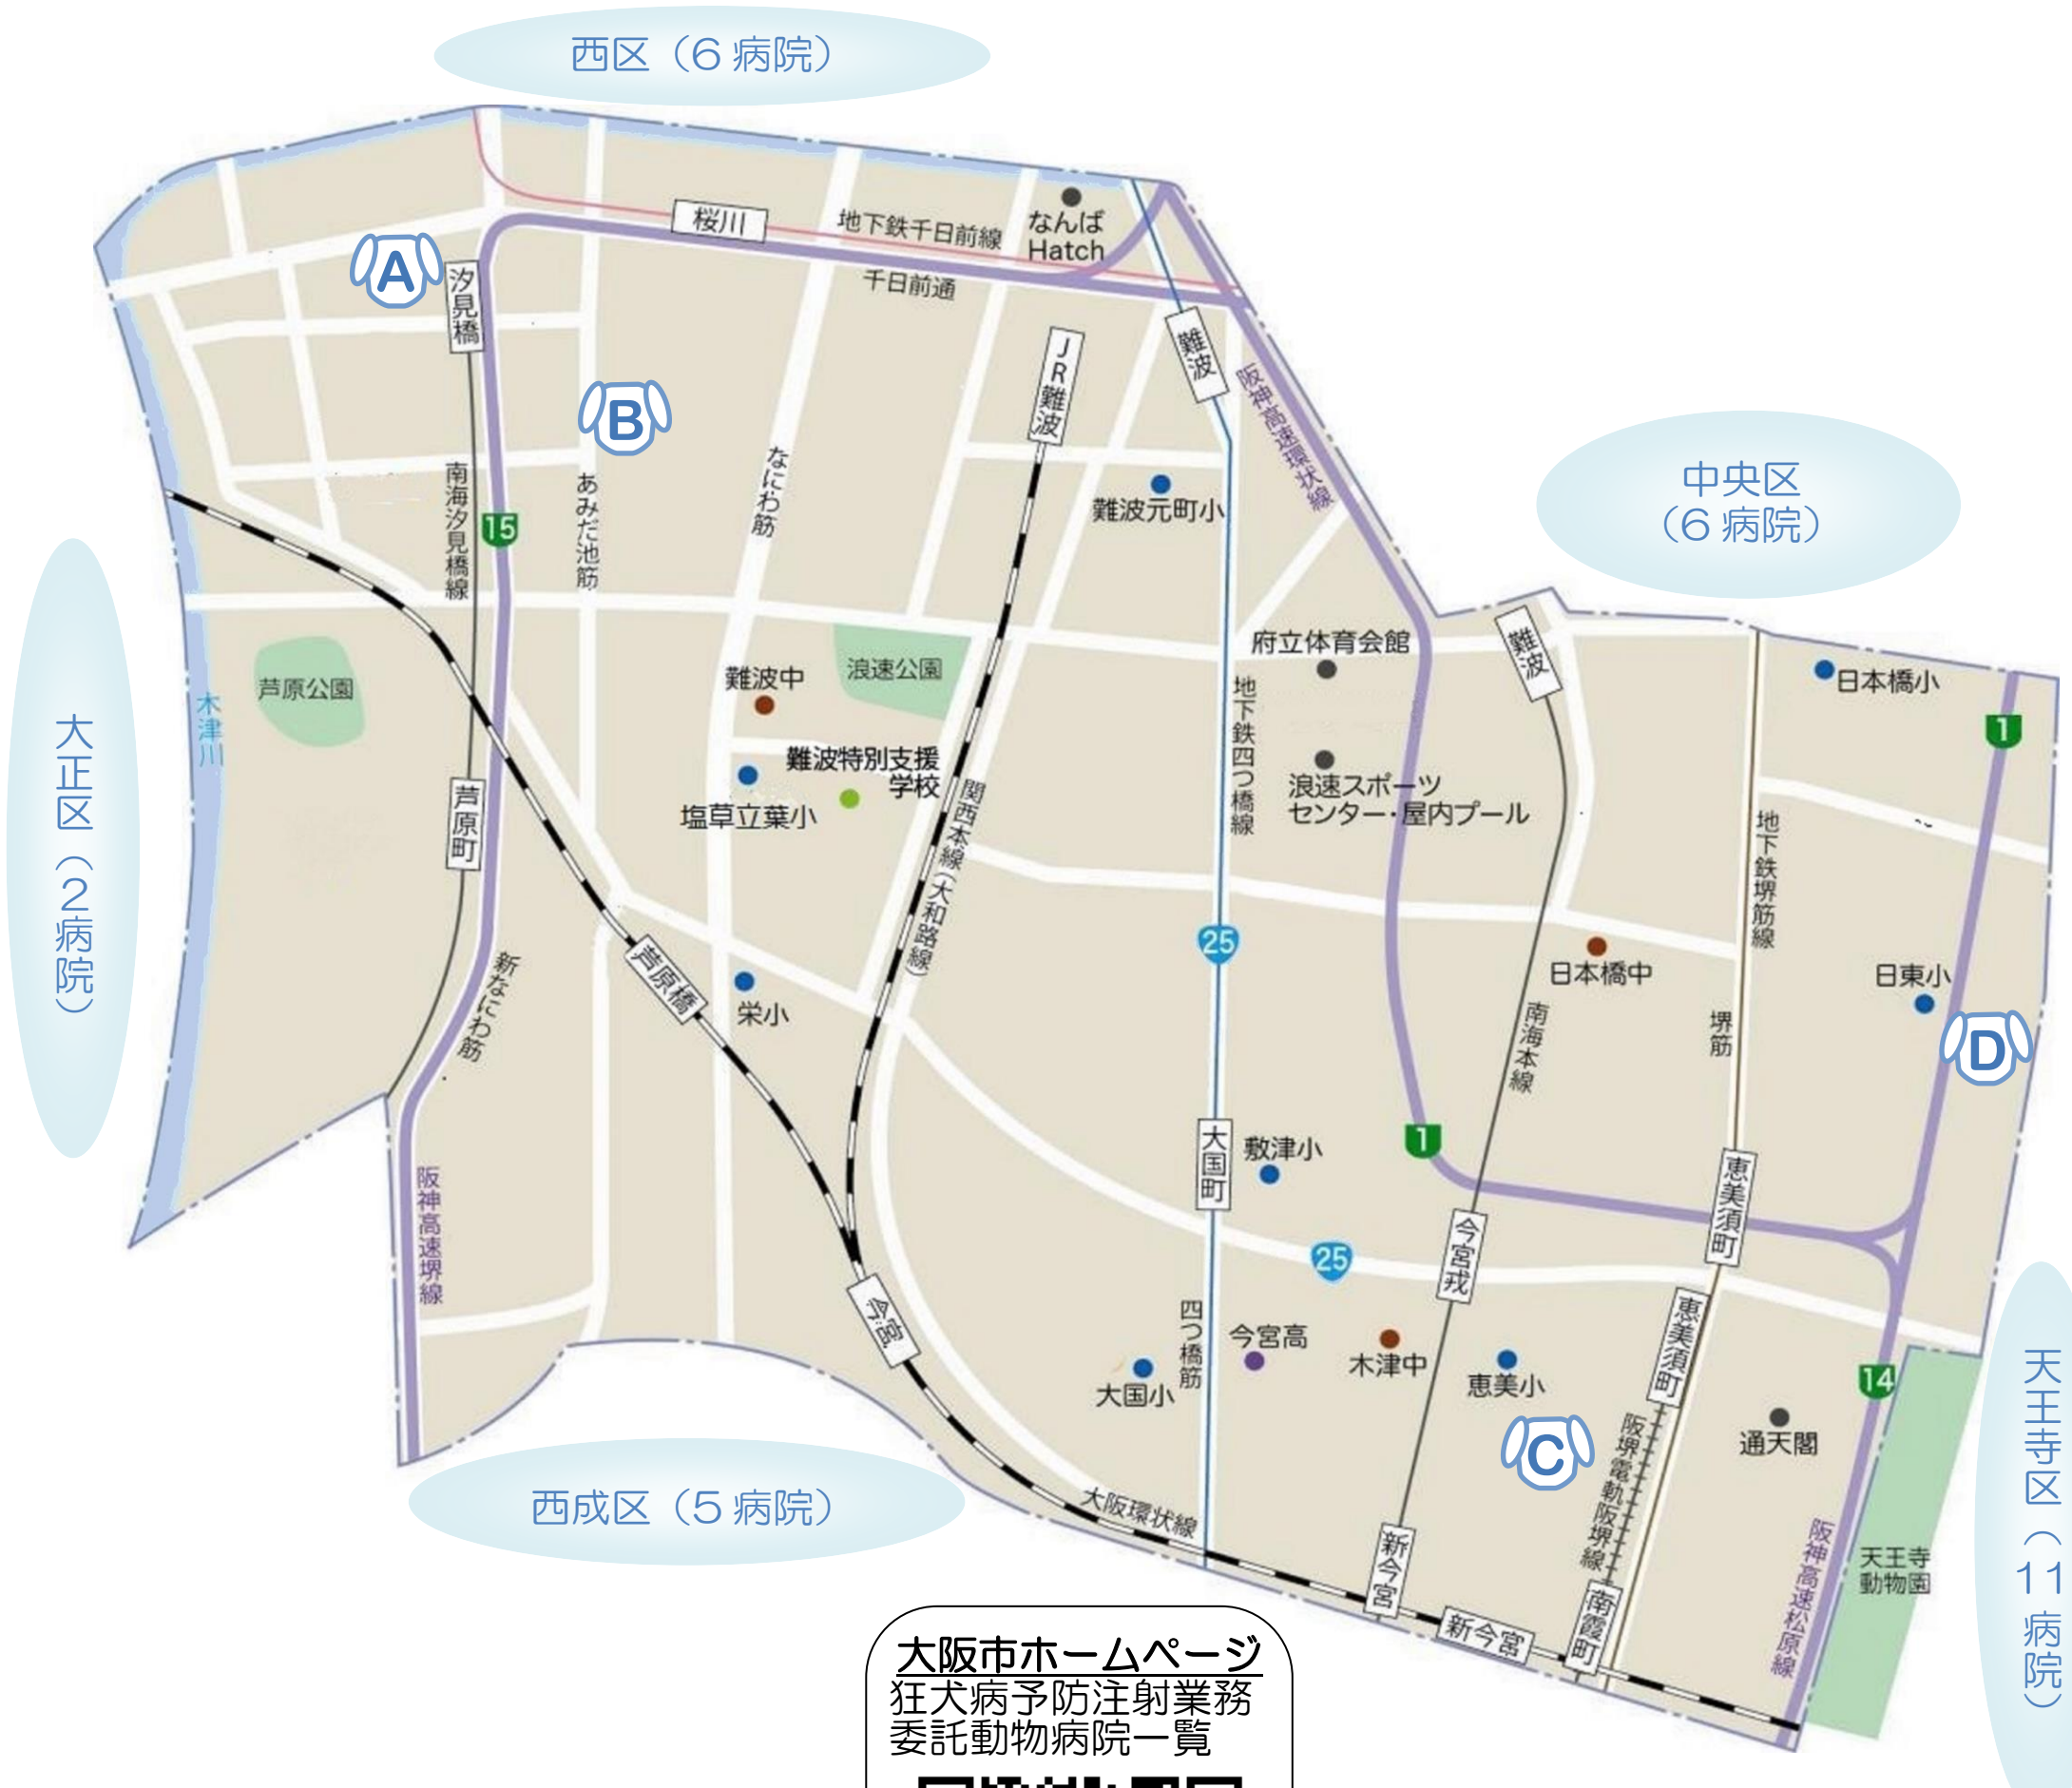 西区（6 病院）
なんば
Hatch
桜川
地下鉄千日前線
千日前通
A
汐見橋
難波
JR難波
阪神高速環状線
B
中央区
（6 病院）
南海汐見橋線
あみだ池筋
なにわ筋
難波元町小
15
大正区（2病院）
木津川
芦原公園
難波中
浪速公園
府立体育会館
難波
日本橋小
1
難波特別支援
学校
塩草立葉小
地下鉄四つ橋線
浪速スポーツ
センター・屋内プール
芦原町
関西本線（大和路線）
地下鉄堺筋線
25
日本橋中
日東小
新なにわ筋
芦原橋
栄小
南海本線
堺筋
D
大国町
敷津小
1
恵美須町
阪神高速堺線
今宮戎
25
今宮
四つ橋筋
今宮高
木津中
恵美小
恵美須町
14
大国小
通天閣
C
阪堺電軌阪堺線
天王寺区（11病院）
西成区（5 病院）
大阪環状線
新今宮
新今宮
南霞町
阪神高速松原線
天王寺
動物園
大阪市ホームページ
狂犬病予防注射業務
委託動物病院一覧